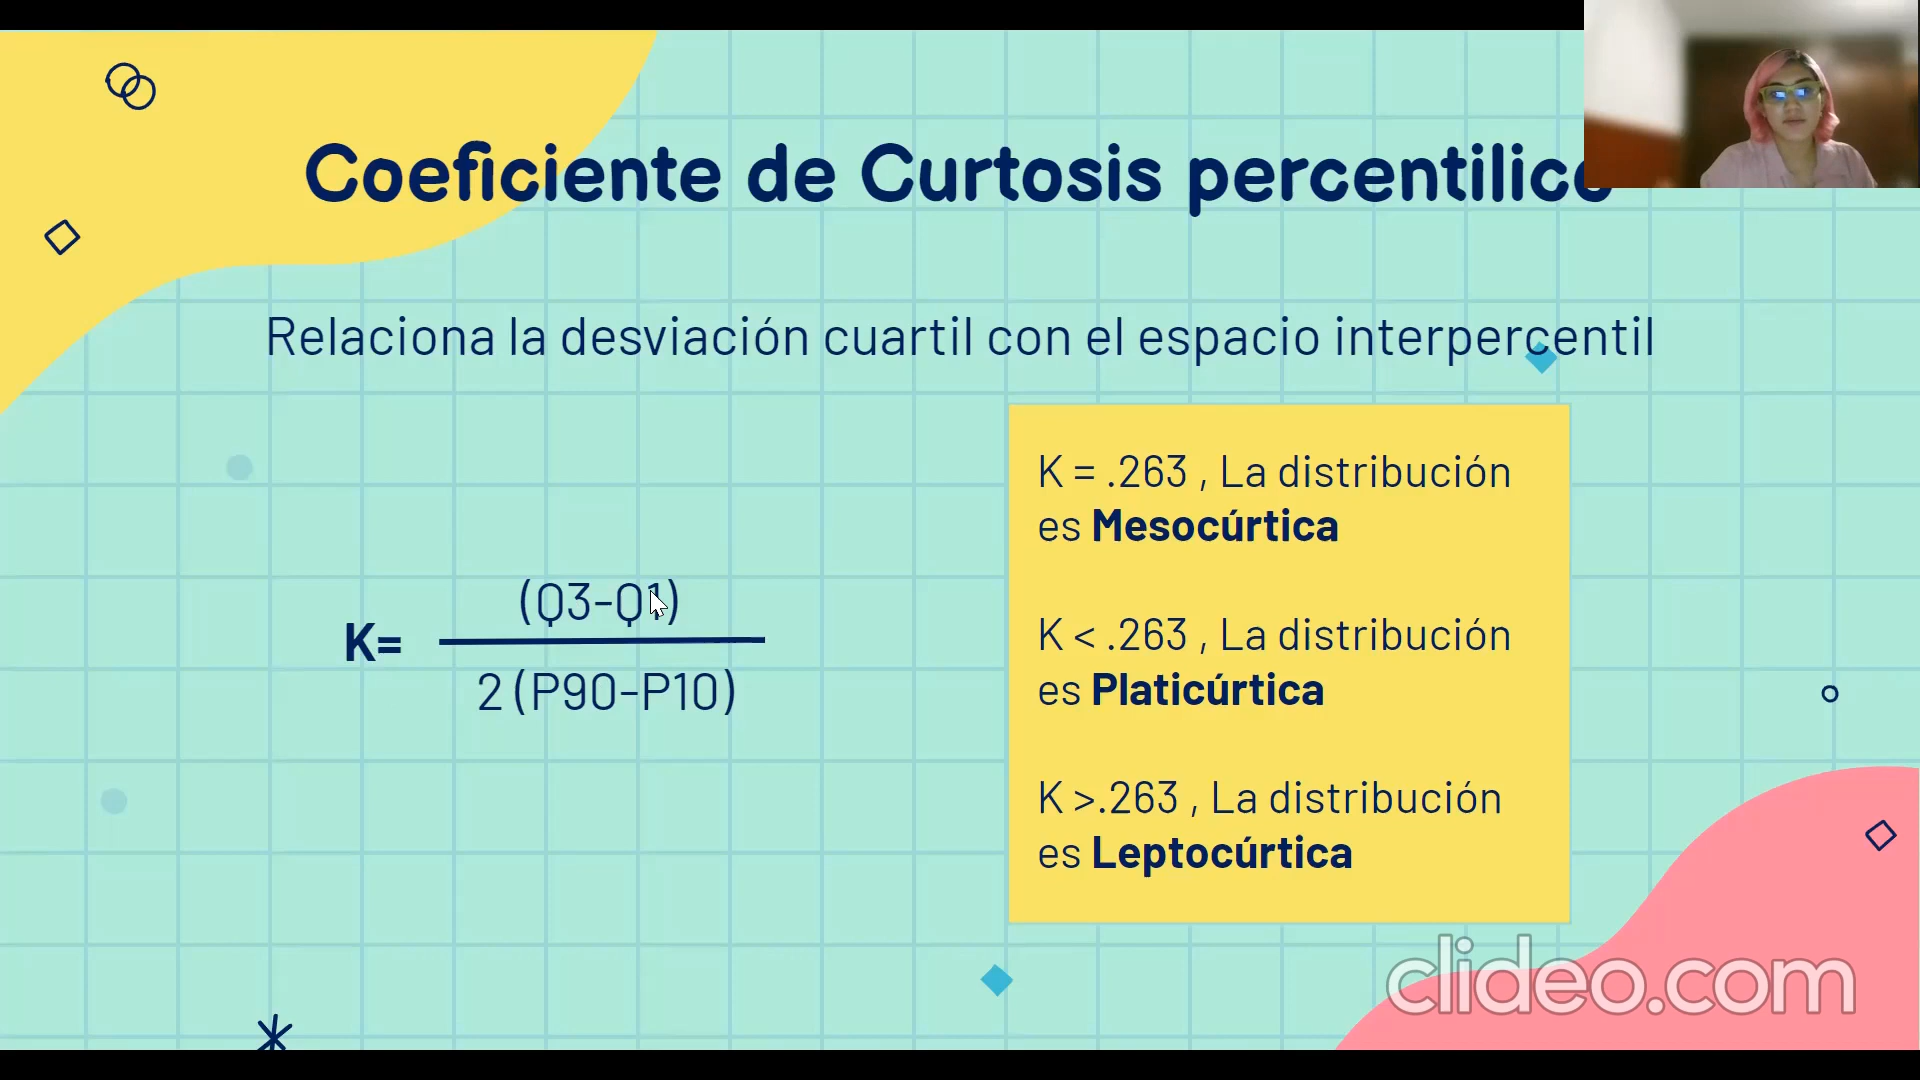 Coeficiente de Curtosis percentilico
Relaciona la desviación cuartil con el espacio interpercentil
K=
(Q3-Q1)
2 (P90-P10)
K = .263 , La distribución
es Mesocúrtica
K < .263 , La distribución
es Platicúrtica
K >.263 , La distribución
es Leptocúrtica
clideo.com